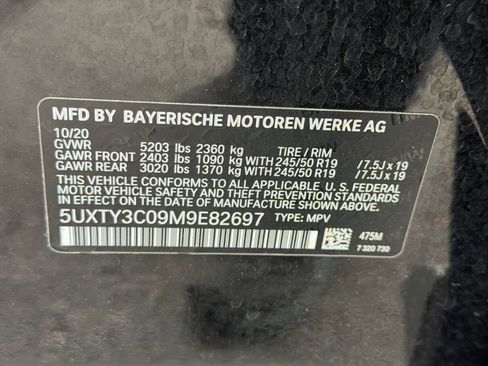 MFD BY BAYERISCHE MOTOREN WERKE AG
10/20
GVWR 5203 lbs 2360 kg TIRE / RIM
GAWR FRONT 2403 lbs 1090 kg WITH 245/50 R19 /7.5J x 19
GAWR REAR 3020 lbs 1370 kg WITH 245/50 R19 /7.5J x 19
THIS VEHICLE CONFORMS TO ALL APPLICABLE U. S. FEDERAL
MOTOR VEHICLE SAFETY STANDARDS IN EFFECT ON THE
DATE OF MANUFACTURE SHOWN ABOVE.
5UXTY3C09M9E82697 TYPE: MPV
475M
7 320 730